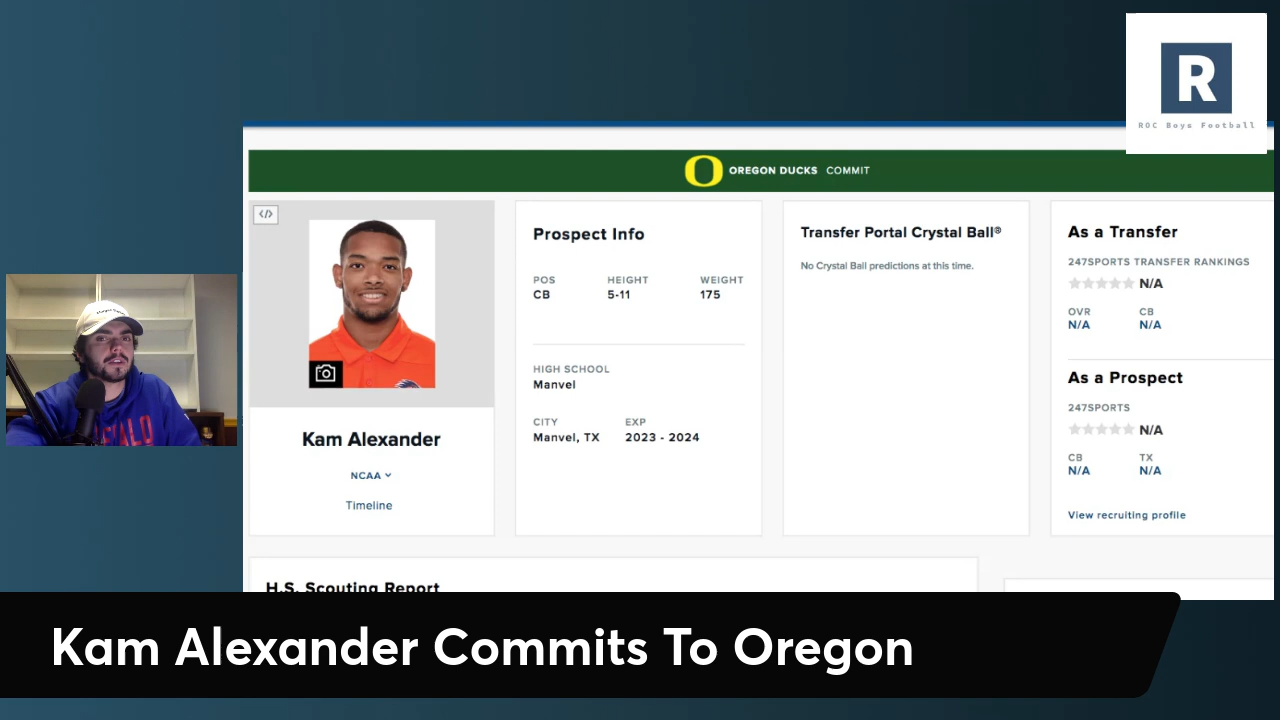 R
ROC Boys Football
OREGON DUCKS COMMIT
</>
Kam Alexander
NCAA
Timeline
Prospect Info
POS HEIGHT WEIGHT
CB 5-11 175
HIGH SCHOOL
Manvel
CITY EXP
Manvel, TX 2023 - 2024
Transfer Portal Crystal Ball®
No Crystal Ball predictions at this time.
As a Transfer
247SPORTS TRANSFER RANKINGS
N/A
OVR CB
N/A N/A
As a Prospect
247SPORTS
N/A
CB TX
N/A N/A
View recruiting profile
H.S. Scouting Report
Kam Alexander Commits To Oregon